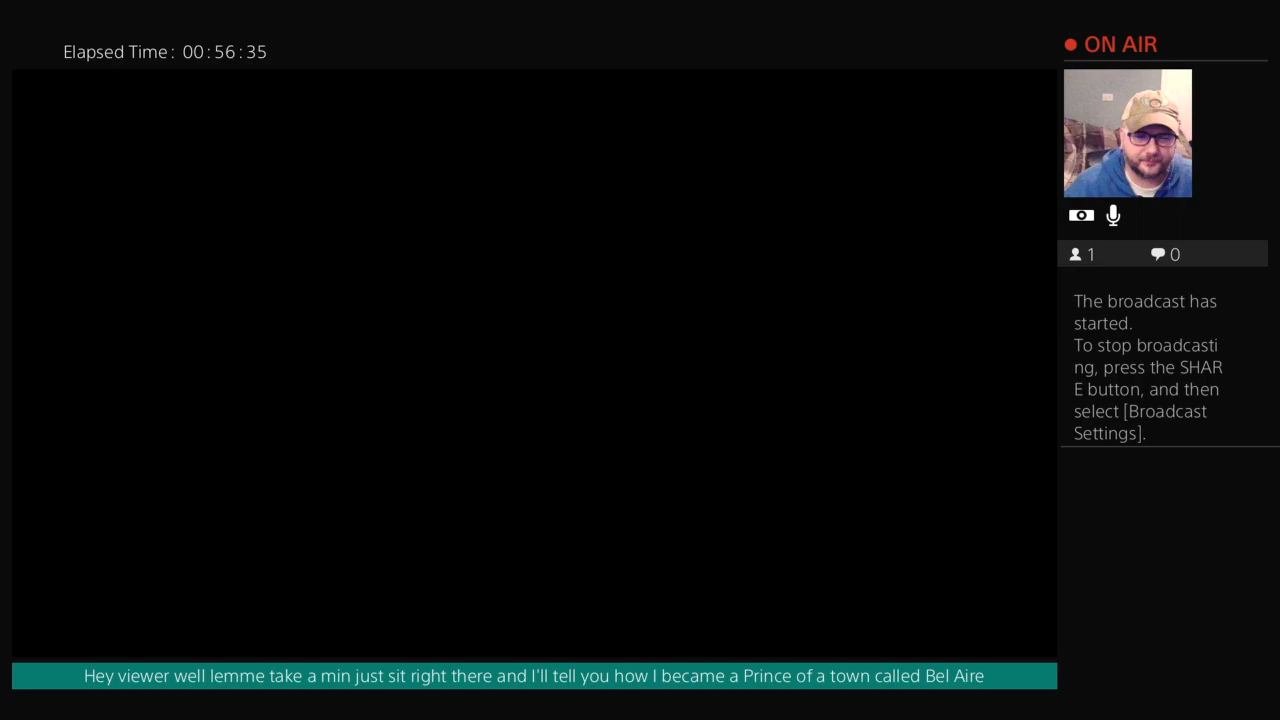 Elapsed Time: 00:56:35
ON AIR
1 0
The broadcast has
started.
To stop broadcasti
ng, press the SHAR
E button, and then
select [Broadcast
Settings].
Hey viewer well lemme take a min just sit right there and I'll tell you how I became a Prince of a town called Bel Aire